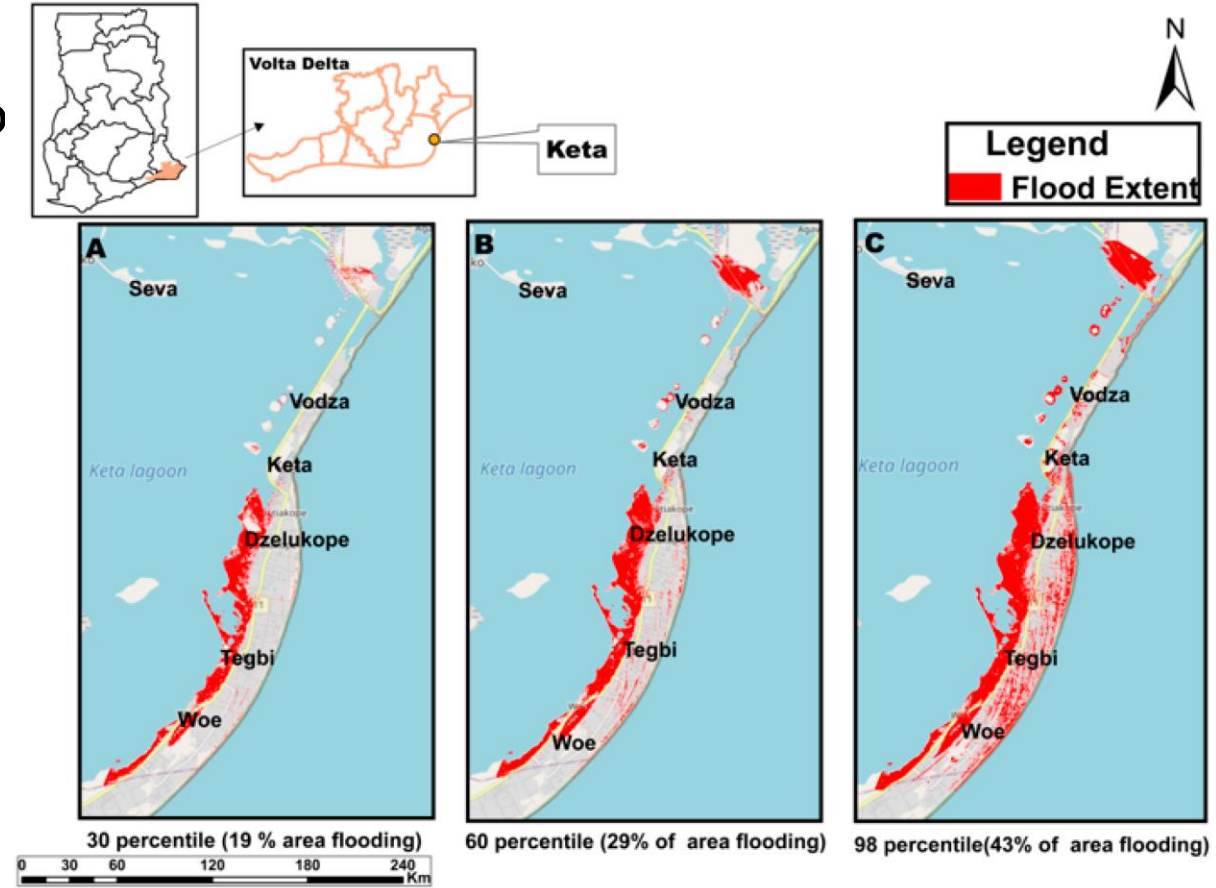 N
Volta Delta
Keta
Legend
Flood Extent
A
Seva
Vodza
Keta
Keta lagoon
Dzelukope
Tegbi
Woe
B
Seva
Vodza
Keta
Keta lagoon
Dzelukope
Tegbi
Woe
C
Seva
Vodza
Keta
Keta lagoon
Dzelukope
Tegbi
Woe
30 percentile (19 % area flooding)
60 percentile (29% of area flooding)
98 percentile(43% of area flooding)
0 30 60 120 180 240
Km